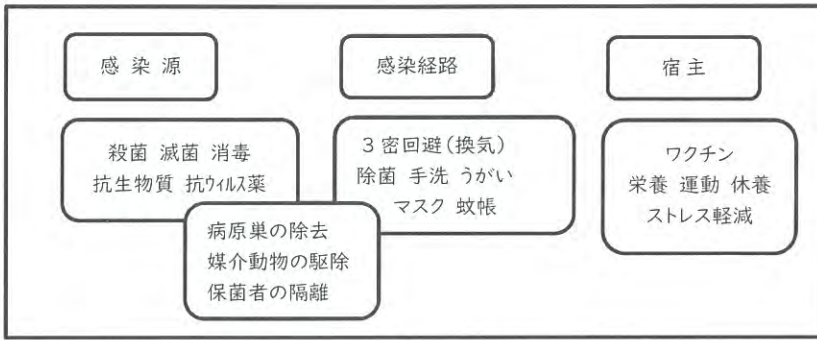 感染源
感染経路
宿主
殺菌 滅菌 消毒
抗生物質 抗ウィルス薬
3密回避(換気)
除菌 手洗 うがい
マスク 蚊帳
病原巣の除去
媒介動物の駆除
保菌者の隔離
ワクチン
栄養 運動 休養
ストレス軽減